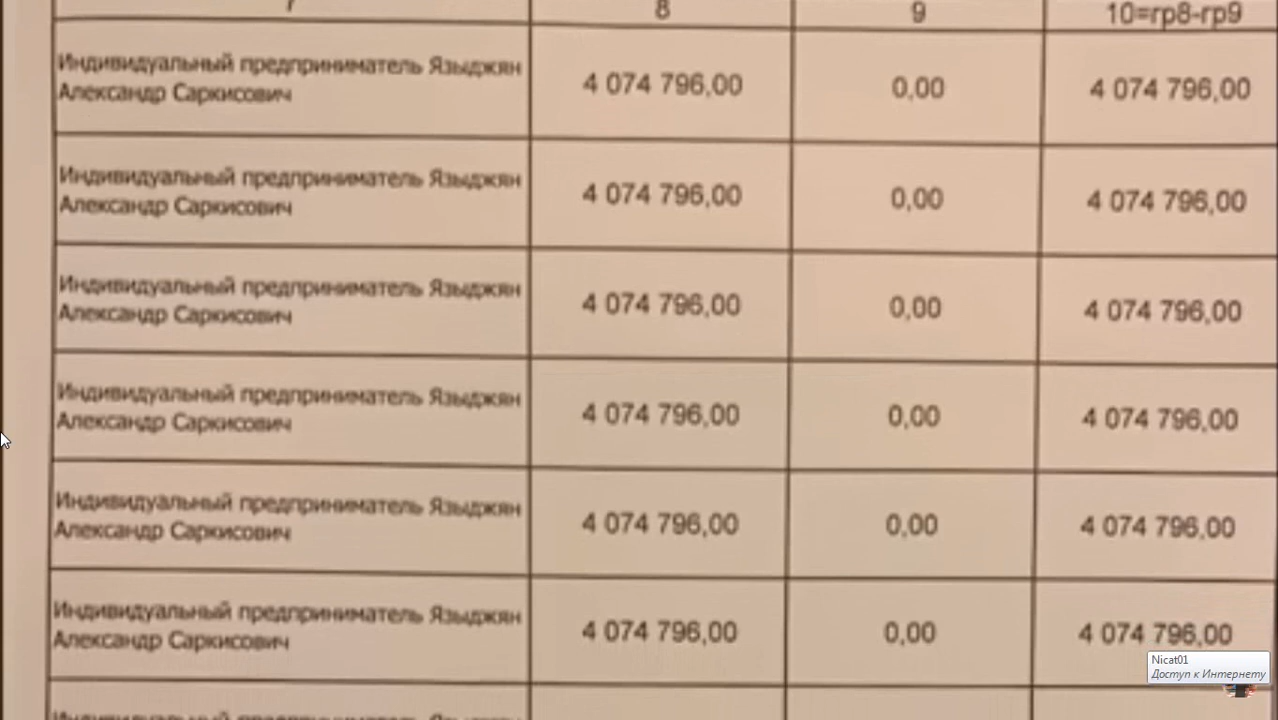 7 8 9 10=гр8-гр9
Индивидуальный предприниматель Языджян
Александр Саркисович
4 074 796,00 0,00 4 074 796,00
Индивидуальный предприниматель Языджян
Александр Саркисович
4 074 796,00 0,00 4 074 796,00
Индивидуальный предприниматель Языджян
Александр Саркисович
4 074 796,00 0,00 4 074 796,00
Индивидуальный предприниматель Языджян
Александр Саркисович
4 074 796,00 0,00 4 074 796,00
Индивидуальный предприниматель Языджян
Александр Саркисович
4 074 796,00 0,00 4 074 796,00
Индивидуальный предприниматель Языджян
Александр Саркисович
4 074 796,00 0,00 4 074 796,00
Nicat01
Доступ к Интернету